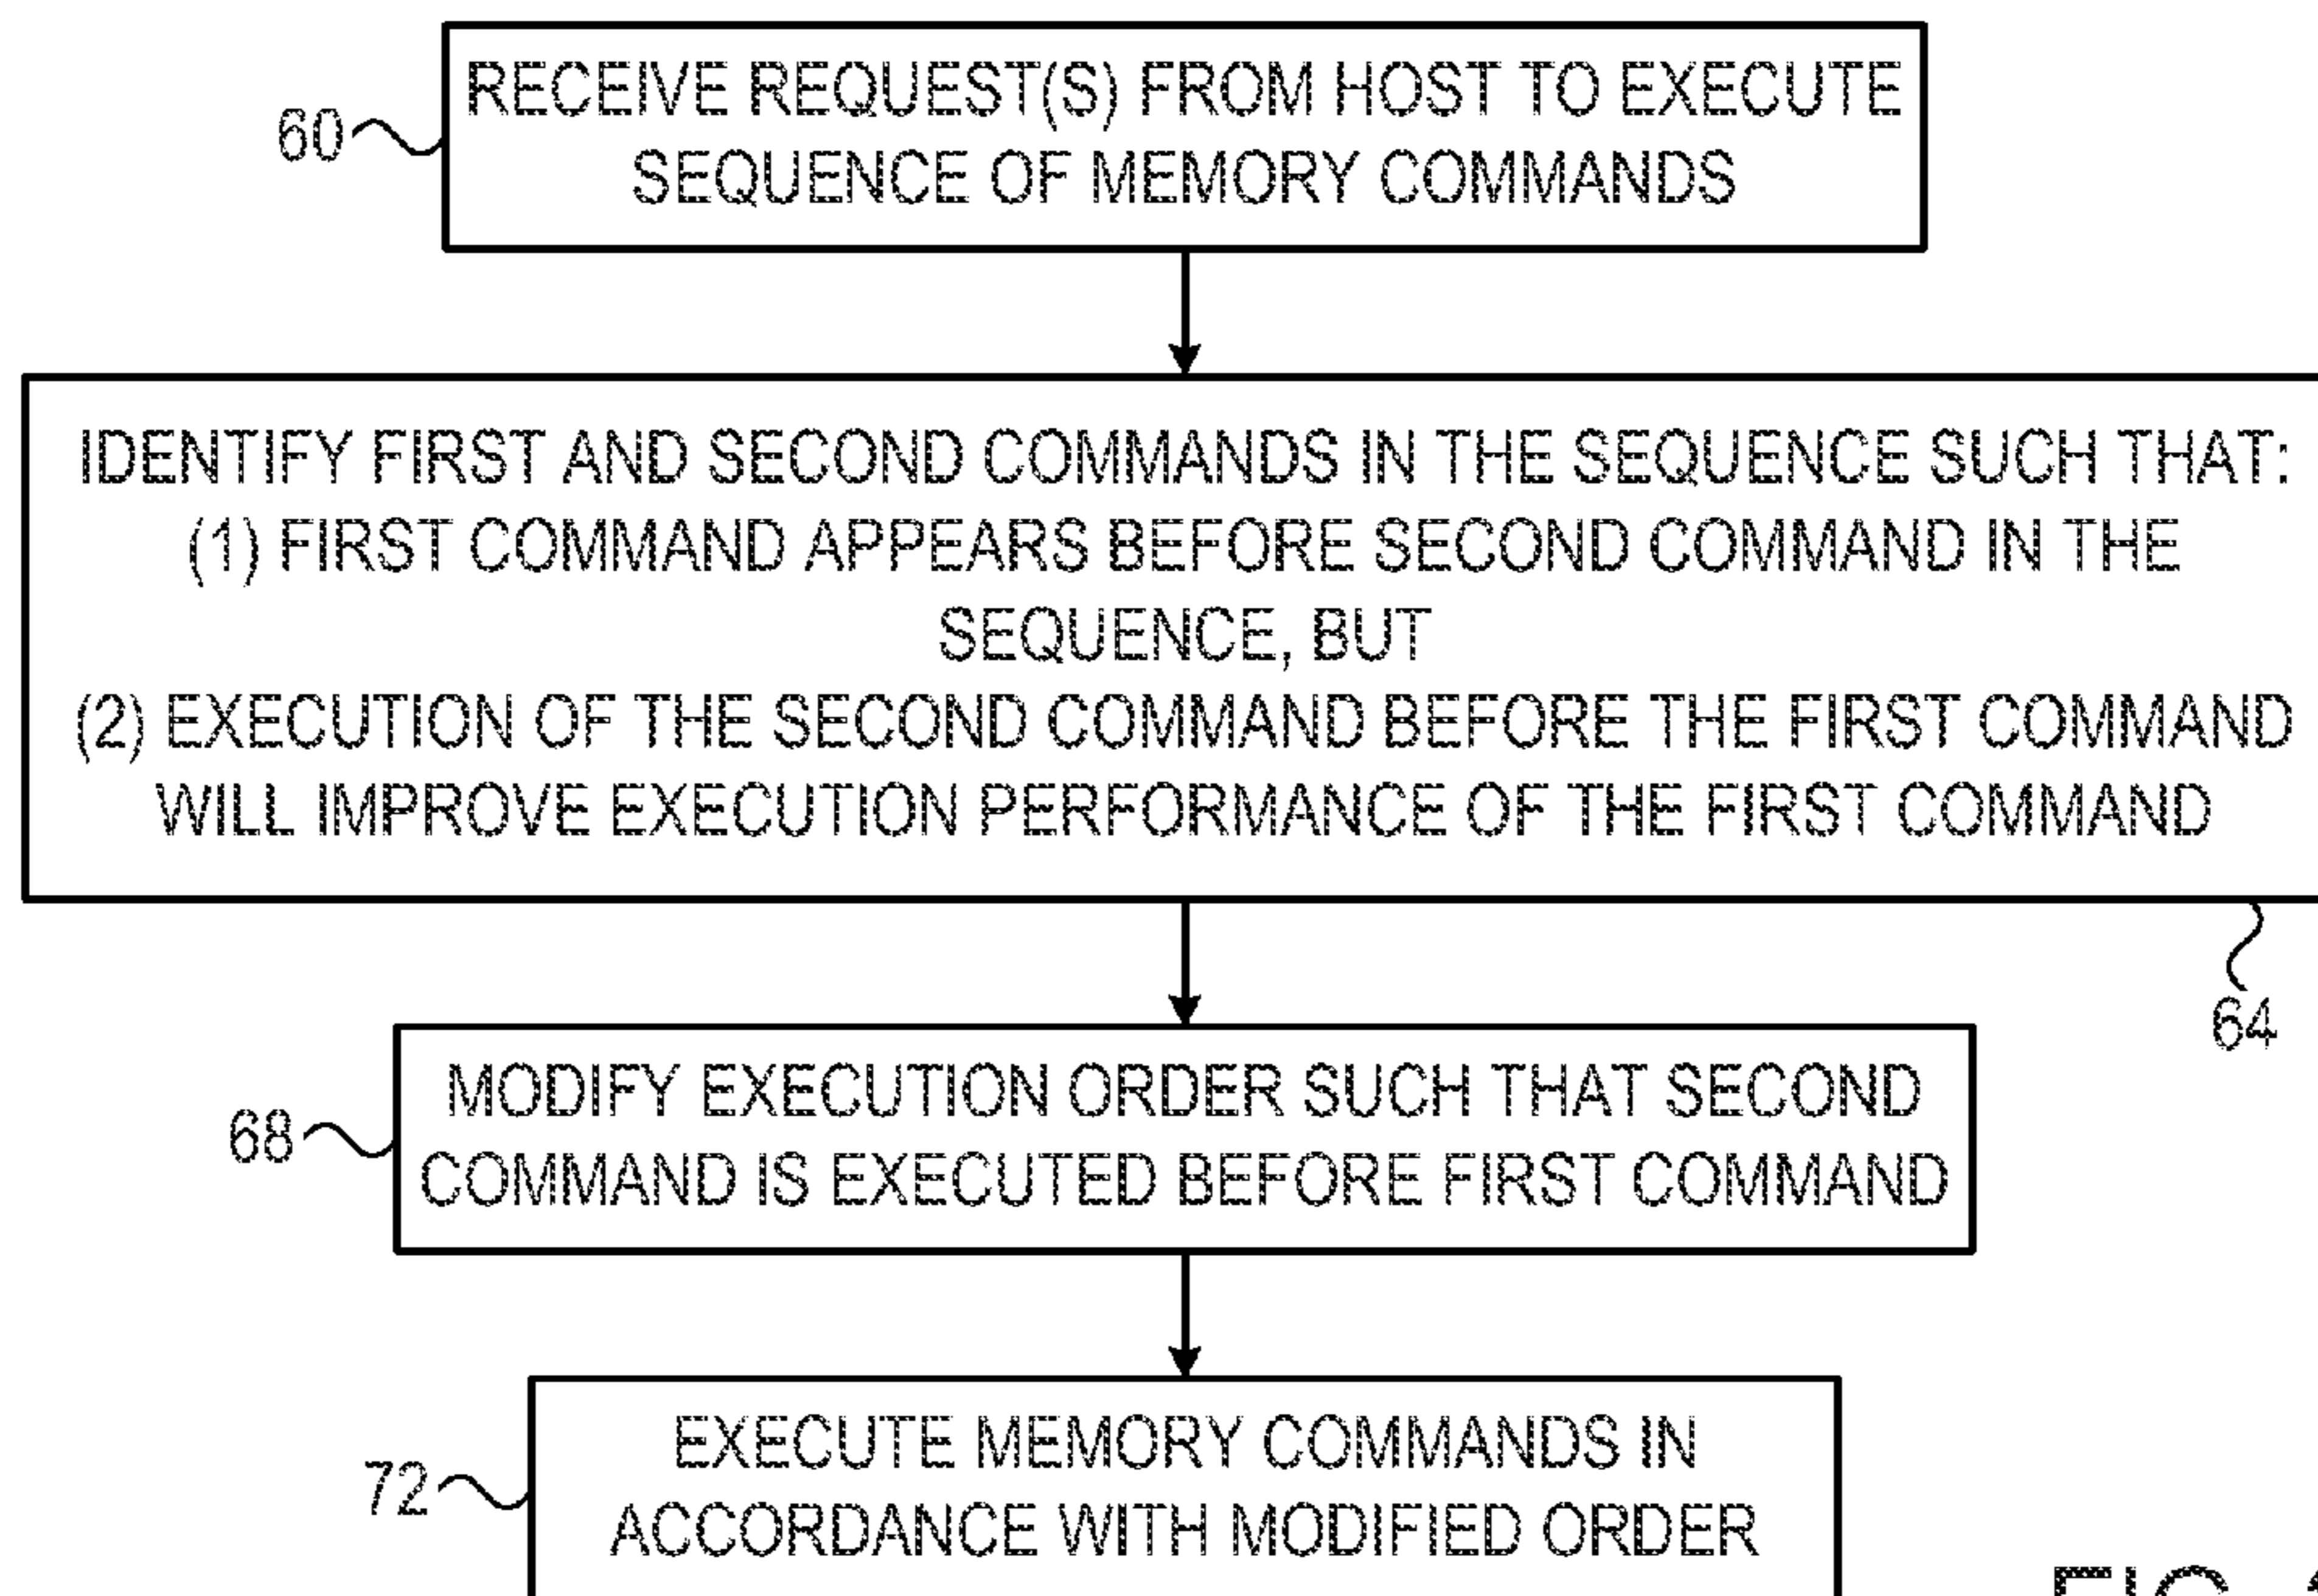 RECEIVE REQUEST(S) FROM HOST TO EXECUTE
60
SEQUENCE OF MEMORY COMMANDS
IDENTIFY FIRST AND SECOND COMMANDS IN THE SEQUENCE SUCH THAT:
(1) FIRST COMMAND APPEARS BEFORE SECOND COMMAND IN THE
SEQUENCE, BUT
(2) EXECUTION OF THE SECOND COMMAND BEFORE THE FIRST COMMAND
WILL IMPROVE EXECUTION PERFORMANCE OF THE FIRST COMMAND
64
MODIFY EXECUTION ORDER SUCH THAT SECOND
68
COMMAND IS EXECUTED BEFORE FIRST COMMAND
EXECUTE MEMORY COMMANDS IN
72
ACCORDANCE WITH MODIFIED ORDER
FIG.